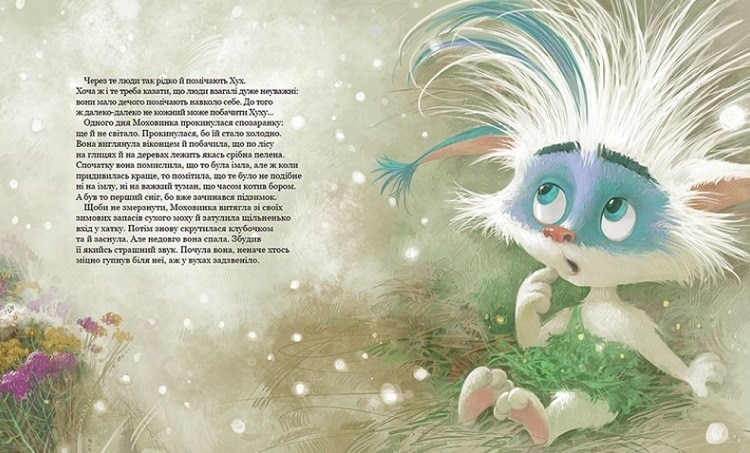 Через те люди так рідко й помічають Хух.
Хоча ж і те треба казати, що люди взагалі дуже неуважні:
вони мало дечого помічають навколо себе. До того
ж далеко-далеко не кожний може побачити Хуху...
Одного дня Моховинка прокинулася спозаранку:
ще й не світало. Прокинулася, бо їй стало холодно.
Вона виглянула віконцем й побачила, що по лісу
на глицях й на деревах лежить якась срібна пелена.
Спочатку вона помислила, що то була імла, але ж коли
придивилась краще, то помітила, що те було не подібне
ні на імлу, ні на важкий туман, що часом котив бором.
А був то перший сніг, бо вже зачинався підзимок.
Щоби не змерзнути, Моховинка витягла зі своїх
зимових запасів сухого моху й затулила щільненько
вхід у хатку. Потім знову скрутилася клубочком
та й заснула. Але недовго вона спала. Збудив
її якийсь страшний звук. Почула вона, неначе хтось
міцно гупнув біля неї, аж у вухах задзвеніло.